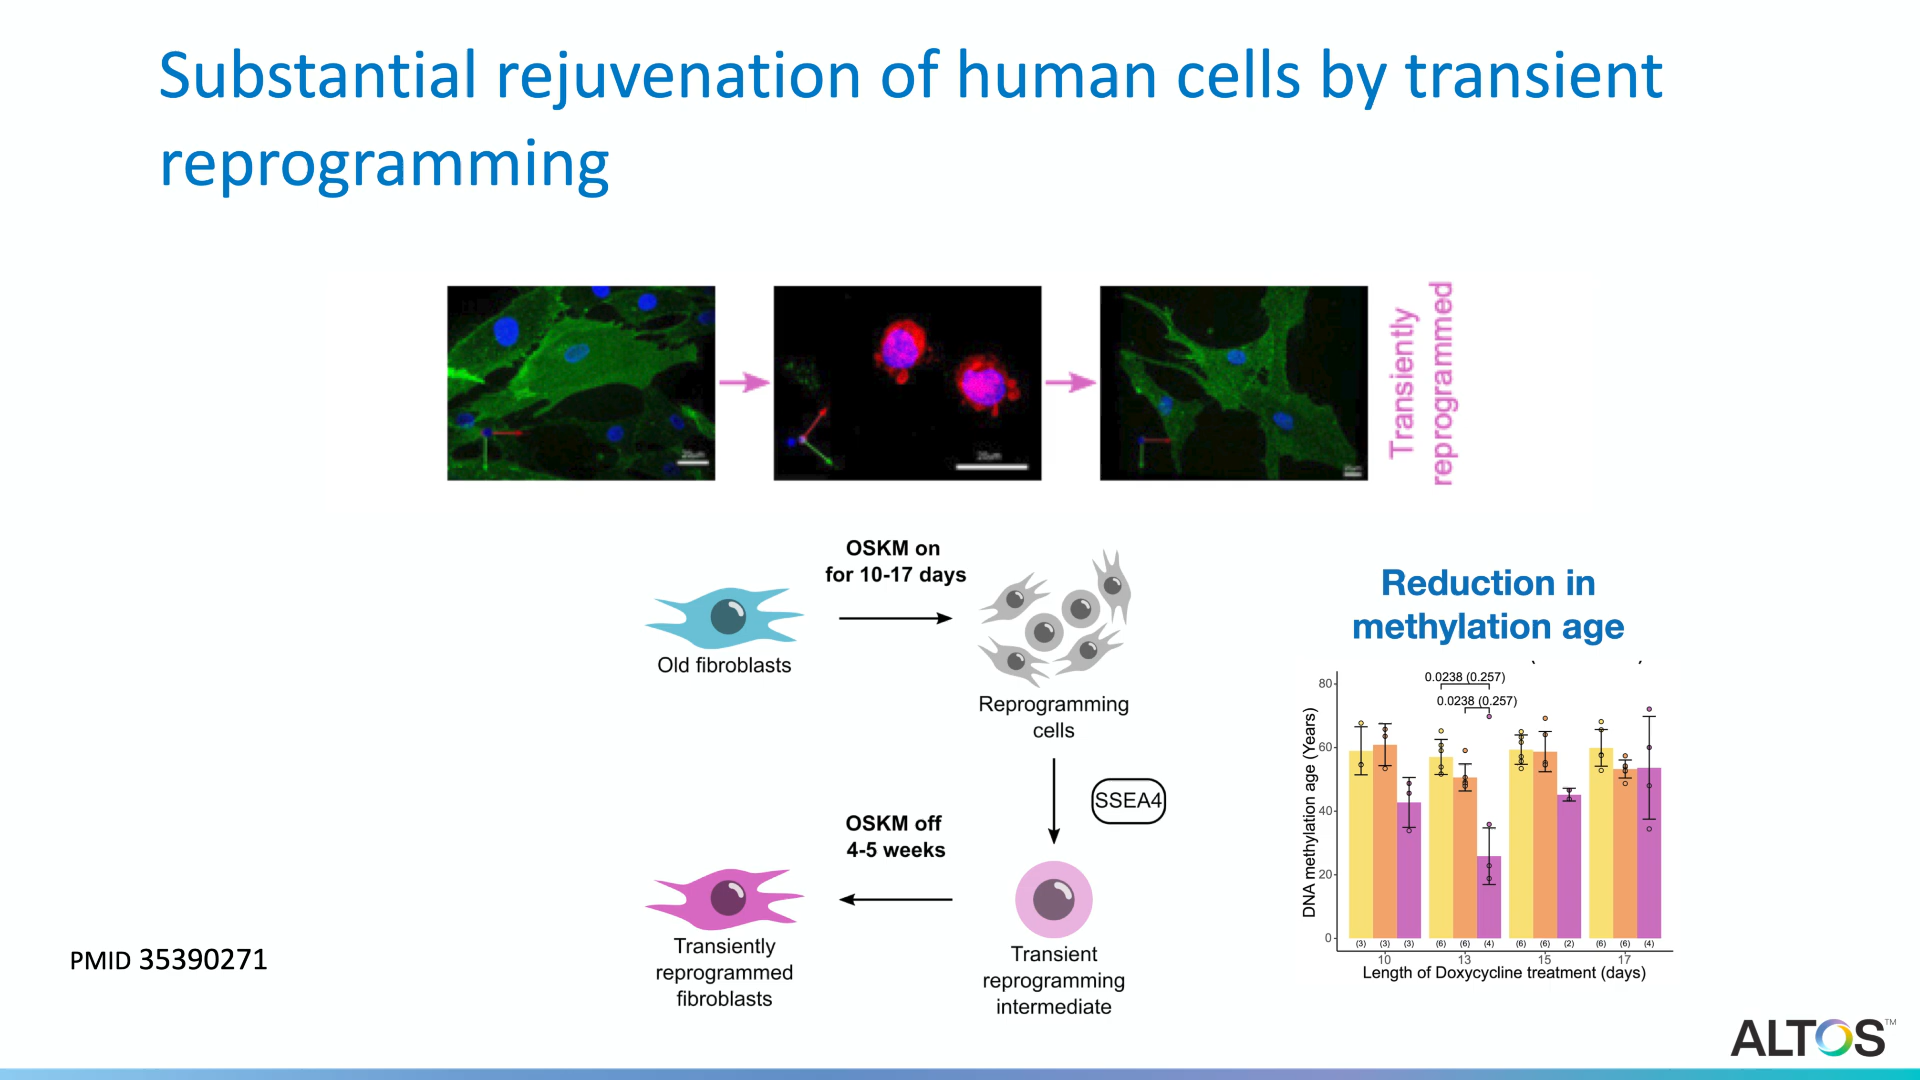 Substantial rejuvenation of human cells by transient
reprogramming
20µm
20µm
Transiently
reprogrammed
OSKM on
for 10-17 days
Old fibroblasts
Reprogramming
cells
SSEA4
OSKM off
4-5 weeks
Transiently
reprogrammed
fibroblasts
Transient
reprogramming
intermediate
Reduction in
methylation age
0.0238 (0.257)
0.0238 (0.257)
DNA methylation age (Years)
80
60
40
20
0
(3) (3) (3) (6) (6) (4) (6) (6) (2) (6) (6) (4)
10 13 15 17
Length of Doxycycline treatment (days)
PMID 35390271
ALTOS™